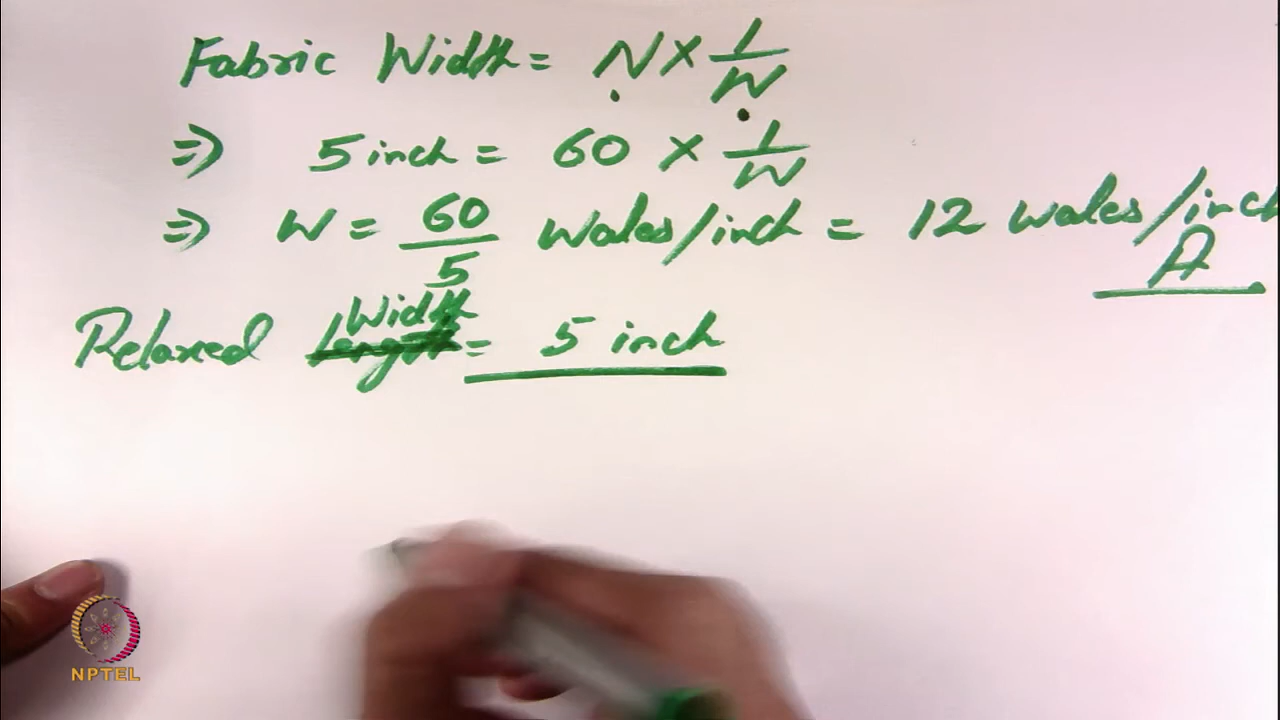 Fabric Width = N × 1/W
⇒ 5 inch = 60 × 1/W
⇒ W = 60/5 wales/inch = 12 wales/inch
A
Width
Relaxed Length = 5 inch
NPTEL